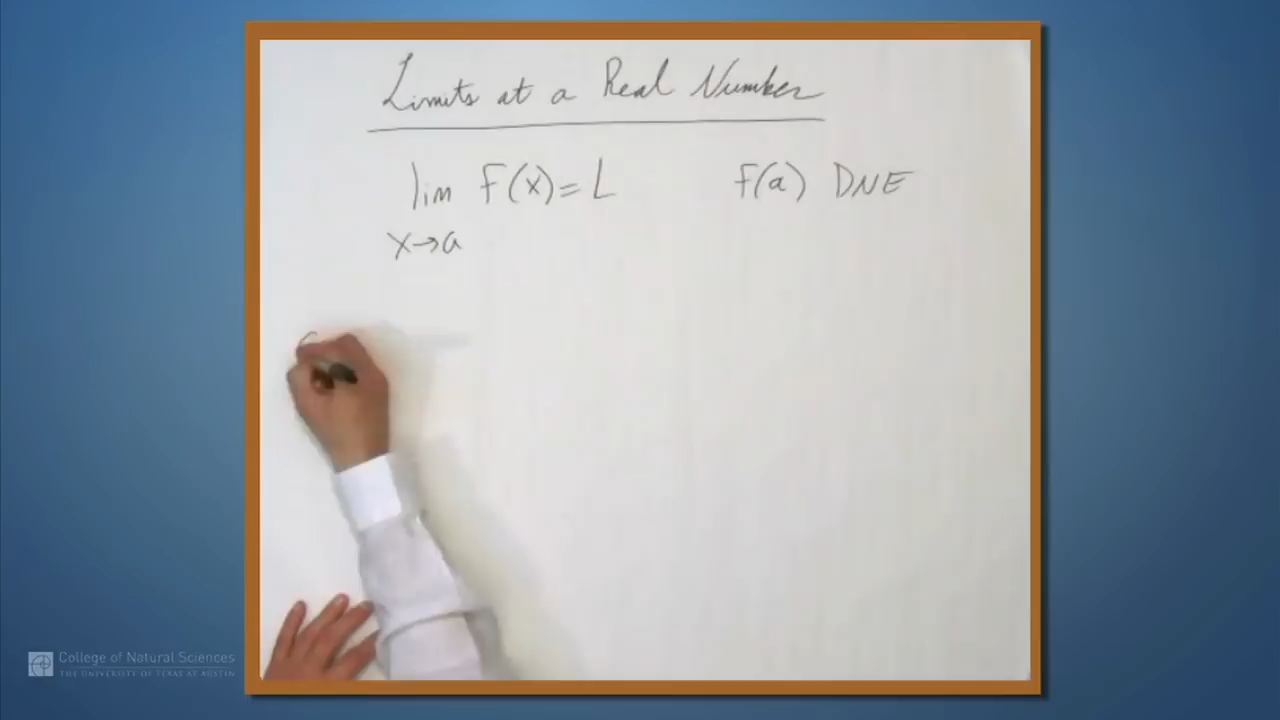 Limits at a Real Number
lim f(x) = L f(a) DNE
x→a
College of Natural Sciences
THE UNIVERSITY OF TEXAS AT AUSTIN